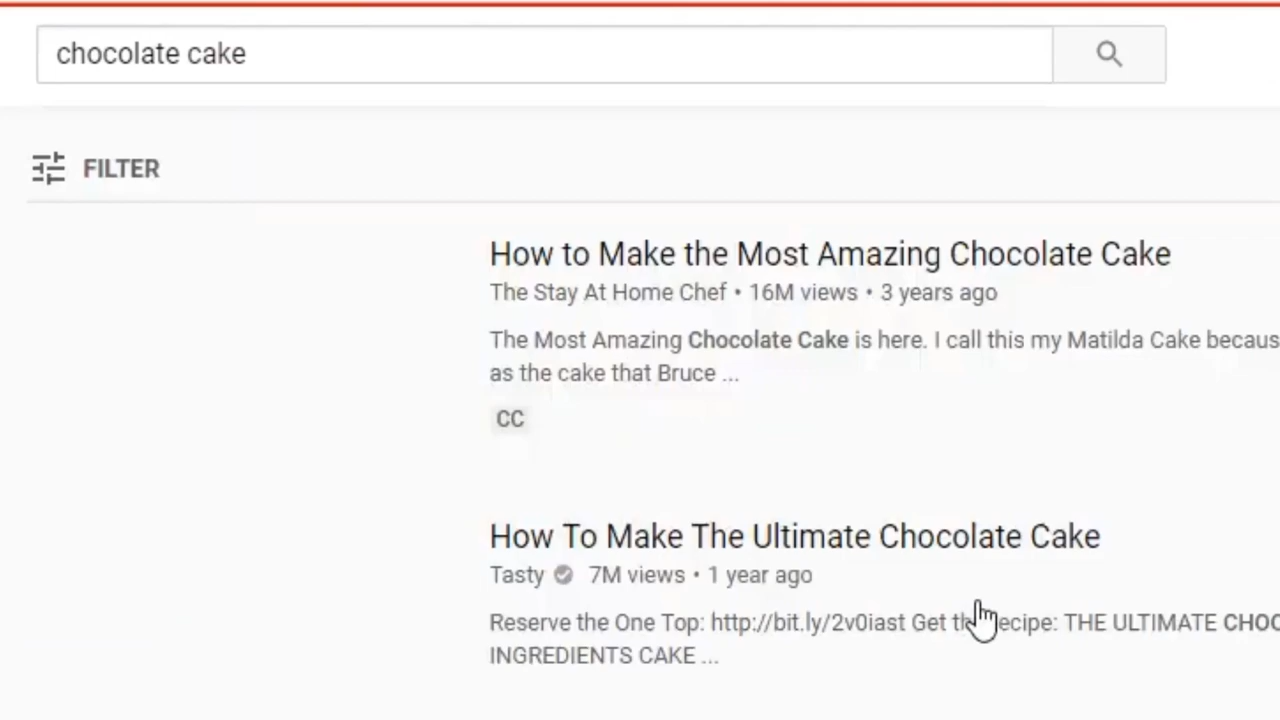 chocolate cake
FILTER
How to Make the Most Amazing Chocolate Cake
The Stay At Home Chef • 16M views • 3 years ago
The Most Amazing Chocolate Cake is here. I call this my Matilda Cake becaus
as the cake that Bruce ...
CC
How To Make The Ultimate Chocolate Cake
Tasty 7M views • 1 year ago
Reserve the One Top: http://bit.ly/2v0iast Get ecipe: THE ULTIMATE CHOC
INGREDIENTS CAKE ...